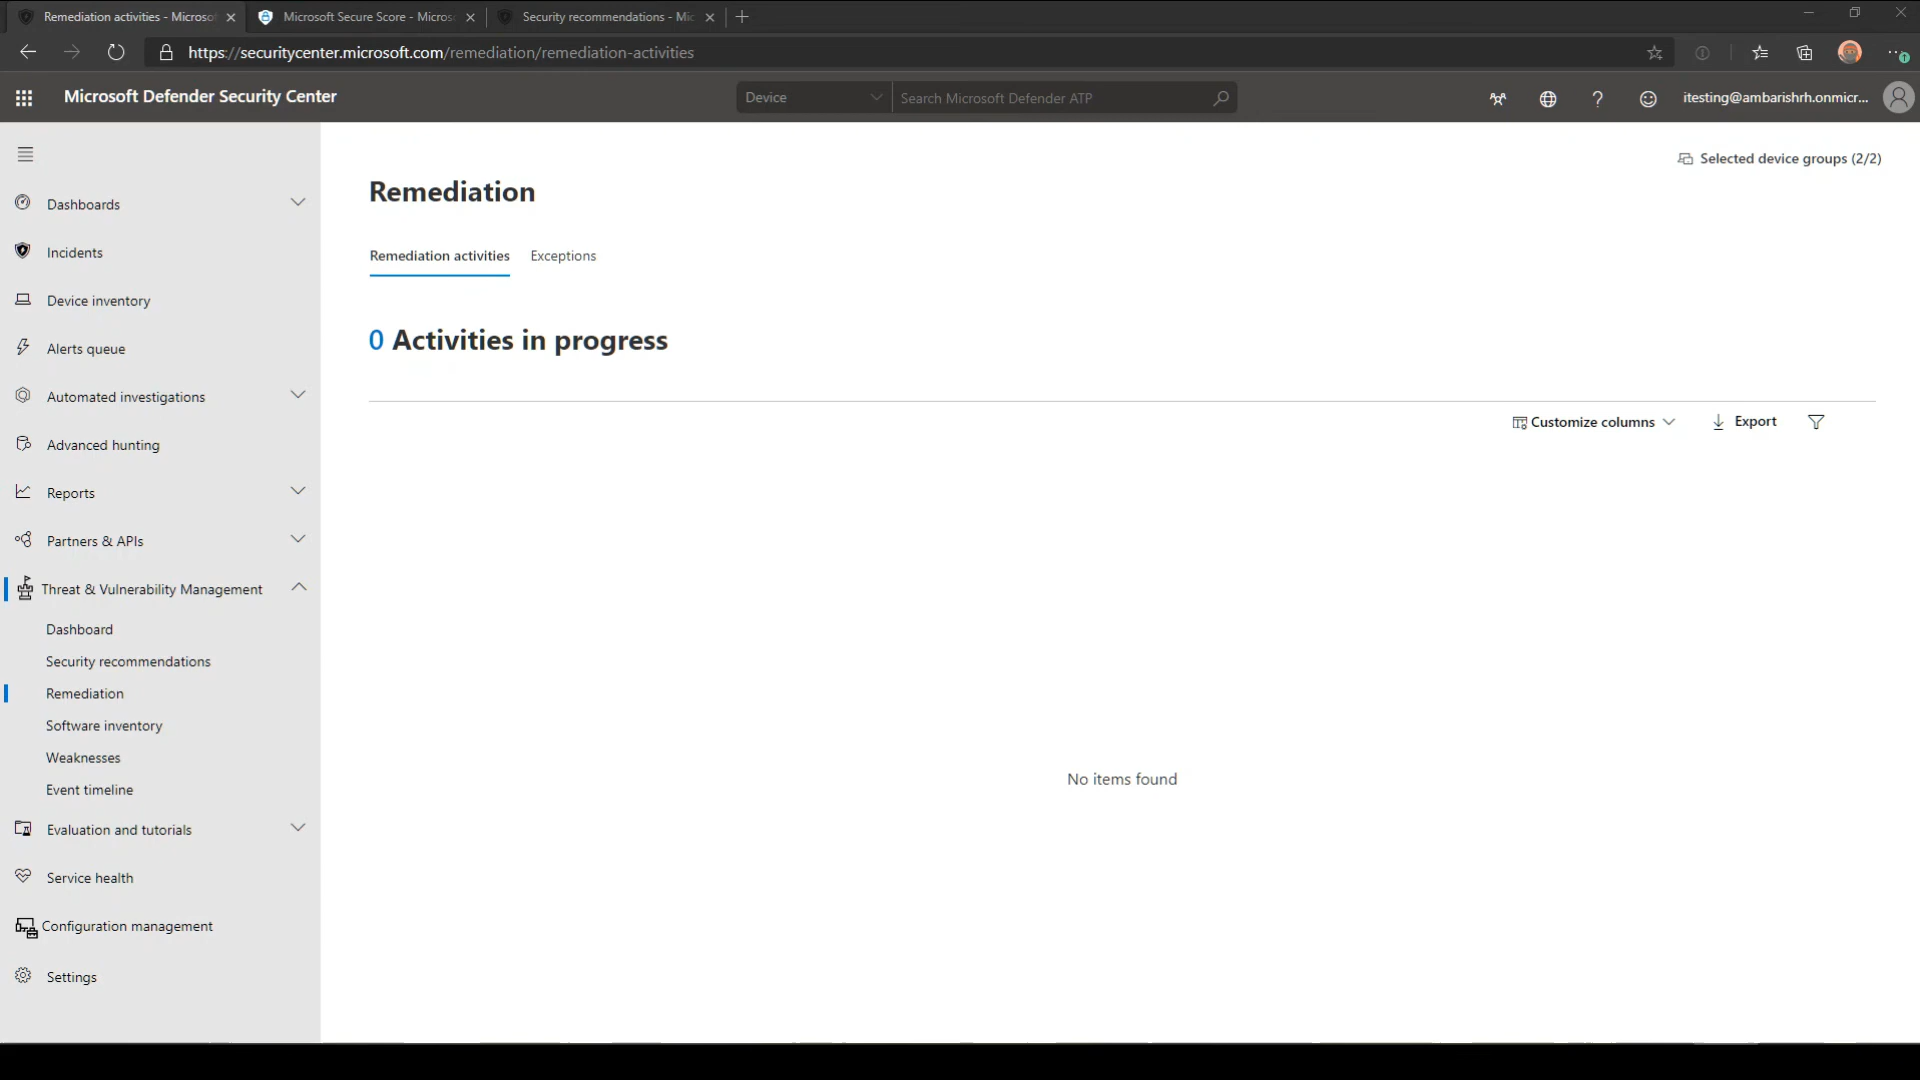 Remediation activities - Microsof
Microsoft Secure Score - Micros
Security recommendations - Mic
https://securitycenter.microsoft.com/remediation/remediation-activities
Microsoft Defender Security Center
Device
Search Microsoft Defender ATP
itesting@ambarishrh.onmicr...
Selected device groups (2/2)
Dashboards
Incidents
Device inventory
Alerts queue
Automated investigations
Advanced hunting
Reports
Partners & APIs
Threat & Vulnerability Management
Dashboard
Security recommendations
Remediation
Software inventory
Weaknesses
Event timeline
Evaluation and tutorials
Service health
Configuration management
Settings
Remediation
Remediation activities
Exceptions
0 Activities in progress
Customize columns
Export
No items found